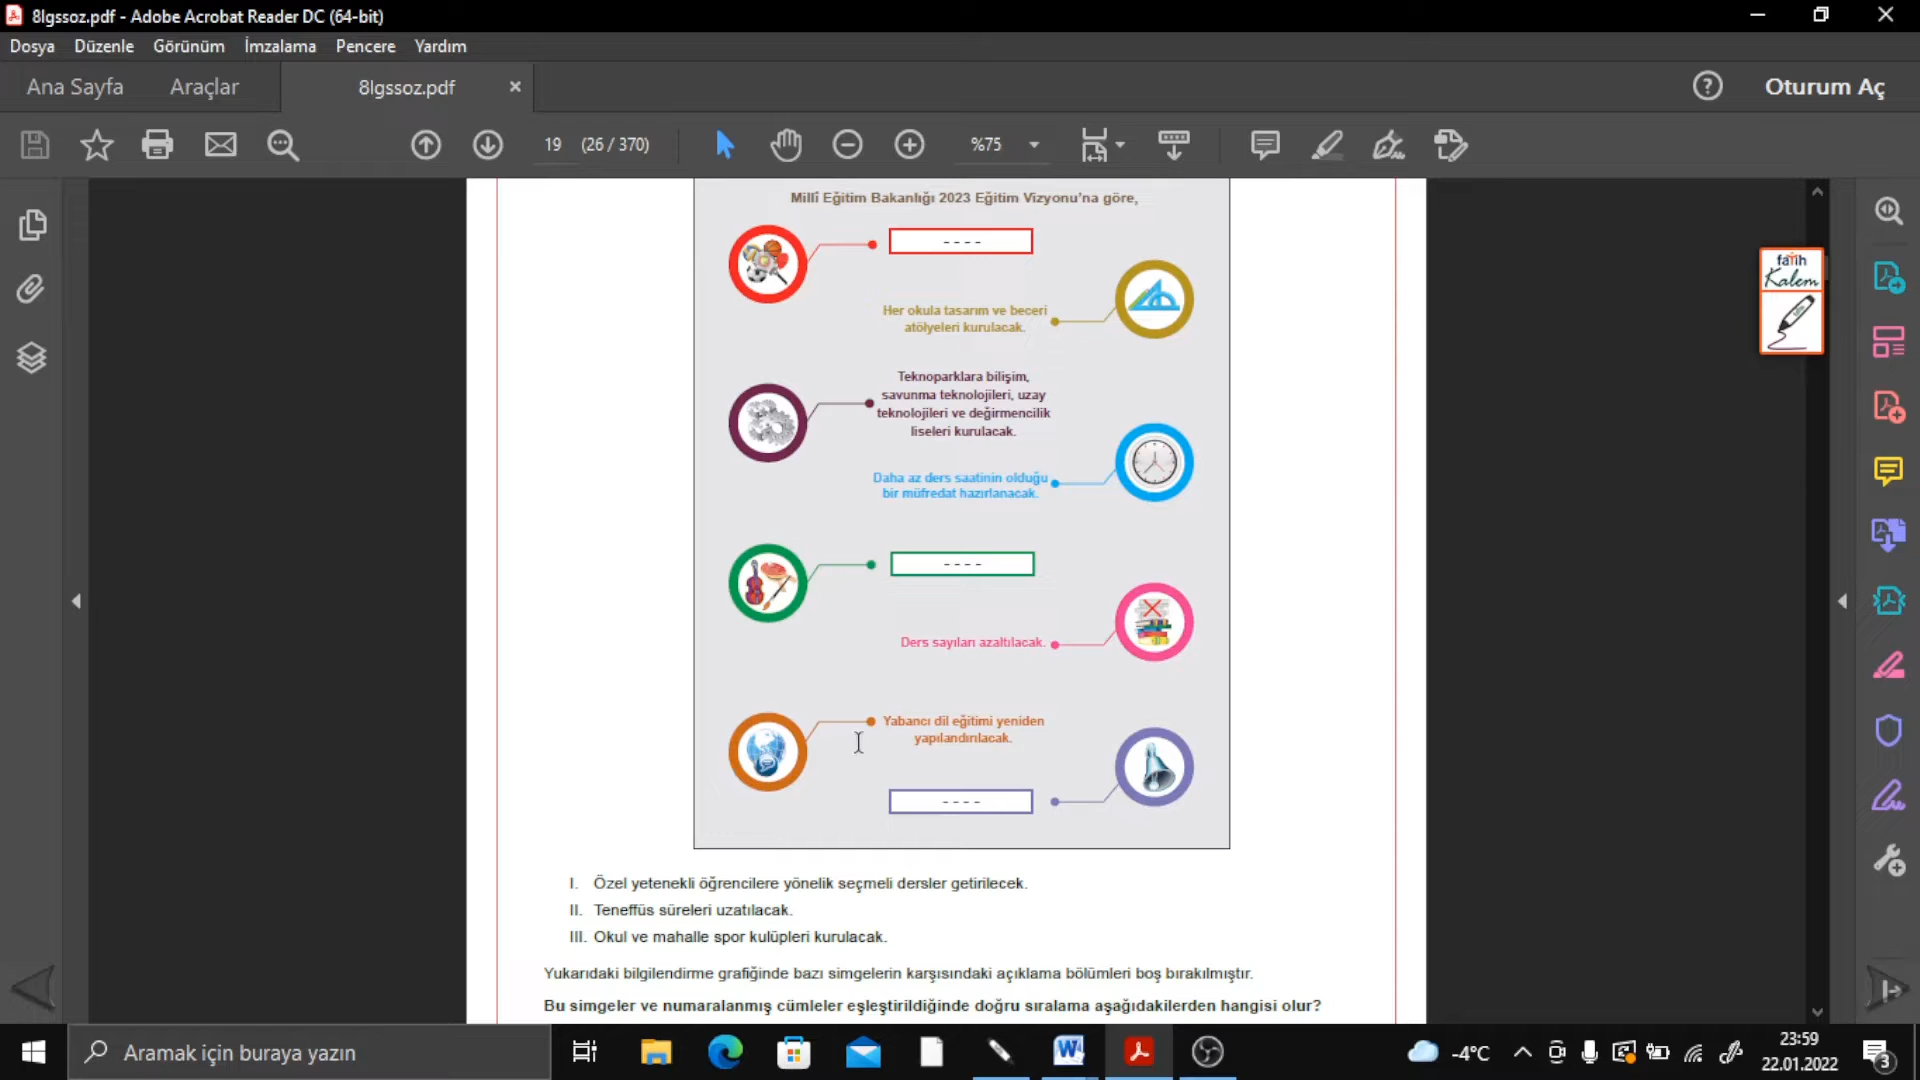 8lgssoz.pdf - Adobe Acrobat Reader DC (64-bit)
Dosya Düzenle Görünüm İmzalama Pencere Yardım
Ana Sayfa Araçlar 8lgssoz.pdf Oturum Aç
19 (26 / 370) %75
Millî Eğitim Bakanlığı 2023 Eğitim Vizyonu'na göre,
- - - -
Her okula tasarım ve beceri
atölyeleri kurulacak.
Teknoparklara bilişim,
savunma teknolojileri, uzay
teknolojileri ve değirmencilik
liseleri kurulacak.
Daha az ders saatinin olduğu
bir müfredat hazırlanacak.
- - - -
Ders sayıları azaltılacak.
Yabancı dil eğitimi yeniden
yapılandırılacak.
- - - -
I. Özel yetenekli öğrencilere yönelik seçmeli dersler getirilecek.
II. Teneffüs süreleri uzatılacak.
III. Okul ve mahalle spor kulüpleri kurulacak.
Yukarıdaki bilgilendirme grafiğinde bazı simgelerin karşısındaki açıklama bölümleri boş bırakılmıştır.
Bu simgeler ve numaralanmış cümleler eşleştirildiğinde doğru sıralama aşağıdakilerden hangisi olur?
fatih
Kalem
Aramak için buraya yazın
-4°C
23:59
22.01.2022
3